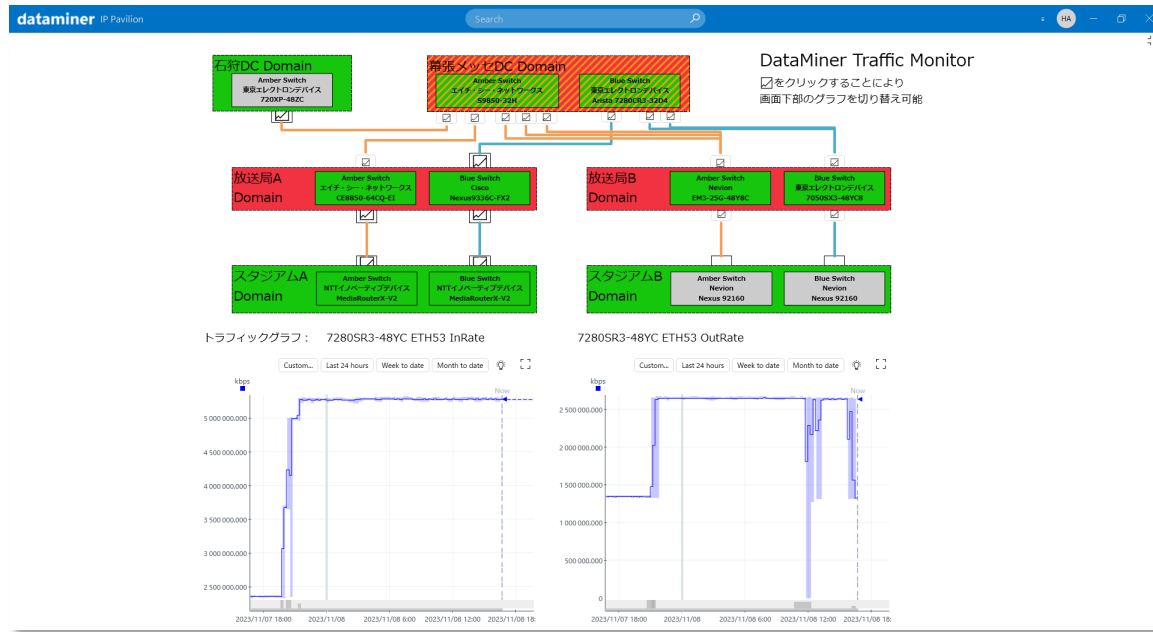 dataminer IP Pavilion
Search
HA
石狩DC Domain
Amber Switch
東京エレクトロンデバイス
720XP-48ZC
幕張メッセDC Domain
Amber Switch
エイチ・シー・ネットワークス
S9850-32H
Blue Switch
東京エレクトロンデバイス
Arista 7280CR3-32D4
DataMiner Traffic Monitor
をクリックすることにより
画面下部のグラフを切り替え可能
放送局A
Domain
Amber Switch
エイチ・シー・ネットワークス
CE8850-64CQ-EI
Blue Switch
Cisco
Nexus9336C-FX2
放送局B
Domain
Amber Switch
Nevion
EM3-25G-48Y8C
Blue Switch
東京エレクトロンデバイス
7050SX3-48YC8
スタジアムA
Domain
Amber Switch
NTTイノベーティブデバイス
MediaRouterX-V2
Blue Switch
NTTイノベーティブデバイス
MediaRouterX-V2
スタジアムB
Domain
Amber Switch
Nevion
Nexus 92160
Blue Switch
Nevion
Nexus 92160
トラフィックグラフ： 7280SR3-48YC ETH53 InRate
7280SR3-48YC ETH53 OutRate
Custom... Last 24 hours Week to date Month to date
kbps
Now
5 000 000.000
4 500 000.000
4 000 000.000
3 500 000.000
3 000 000.000
2 500 000.000
2023/11/07 18:00 2023/11/08 2023/11/08 6:00 2023/11/08 12:00 2023/11/08 18:
Custom... Last 24 hours Week to date Month to date
kbps
Now
2 500 000.000
2 000 000.000
1 500 000.000
1 000 000.000
500 000.000
0
2023/11/07 18:00 2023/11/08 2023/11/08 6:00 2023/11/08 12:00 2023/11/08 18: